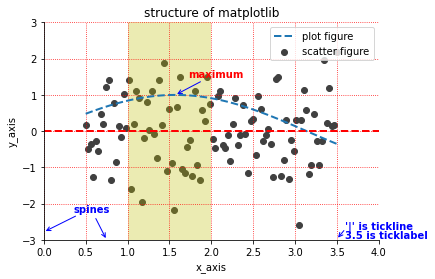 structure of matplotlib
3
2
1
0
−1
−2
−3
y_axis
plot figure
scatter figure
maximum
spines
'|' is tickline
3.5 is ticklabel
0.0 0.5 1.0 1.5 2.0 2.5 3.0 3.5 4.0
x_axis